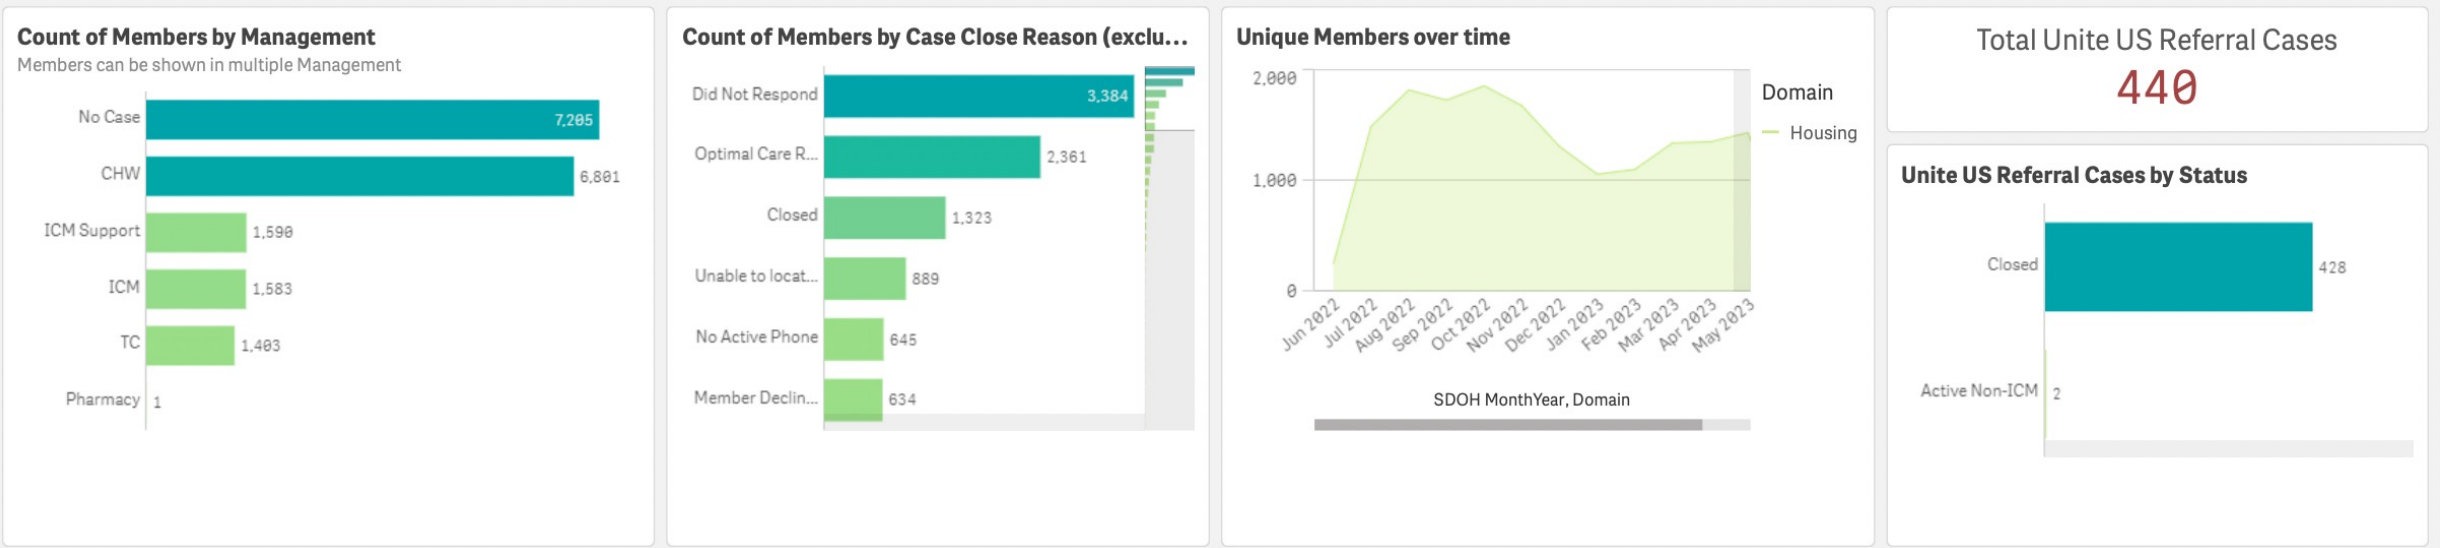 Count of Members by Management
Members can be shown in multiple Management
No Case
7,205
CHW
6,801
ICM Support
1,590
ICM
1,583
TC
1,403
Pharmacy
1
Count of Members by Case Close Reason (exclu...
Did Not Respond
3,384
Optimal Care R...
2,361
Closed
1,323
Unable to locat...
889
No Active Phone
645
Member Declin...
634
Unique Members over time
2,000
1,000
0
Jun 2022
Jul 2022
Aug 2022
Sep 2022
Oct 2022
Nov 2022
Dec 2022
Jan 2023
Feb 2023
Mar 2023
Apr 2023
May 2023
SDOH MonthYear, Domain
Domain
Housing
Total Unite US Referral Cases
440
Unite US Referral Cases by Status
Closed
428
Active Non-ICM
2